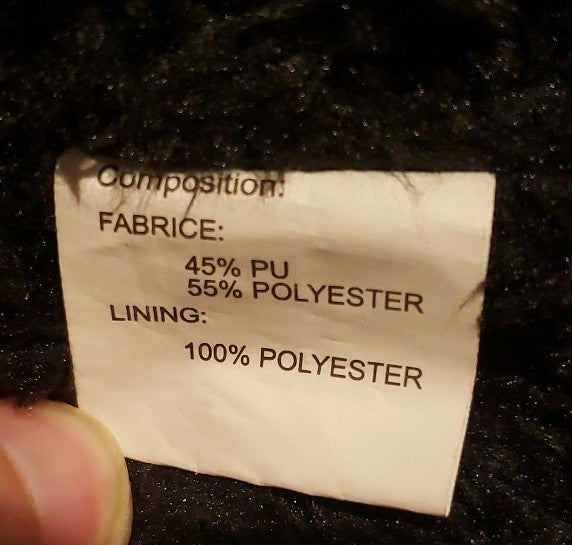 Composition:
FABRICE:
45% PU
55% POLYESTER
LINING:
100% POLYESTER